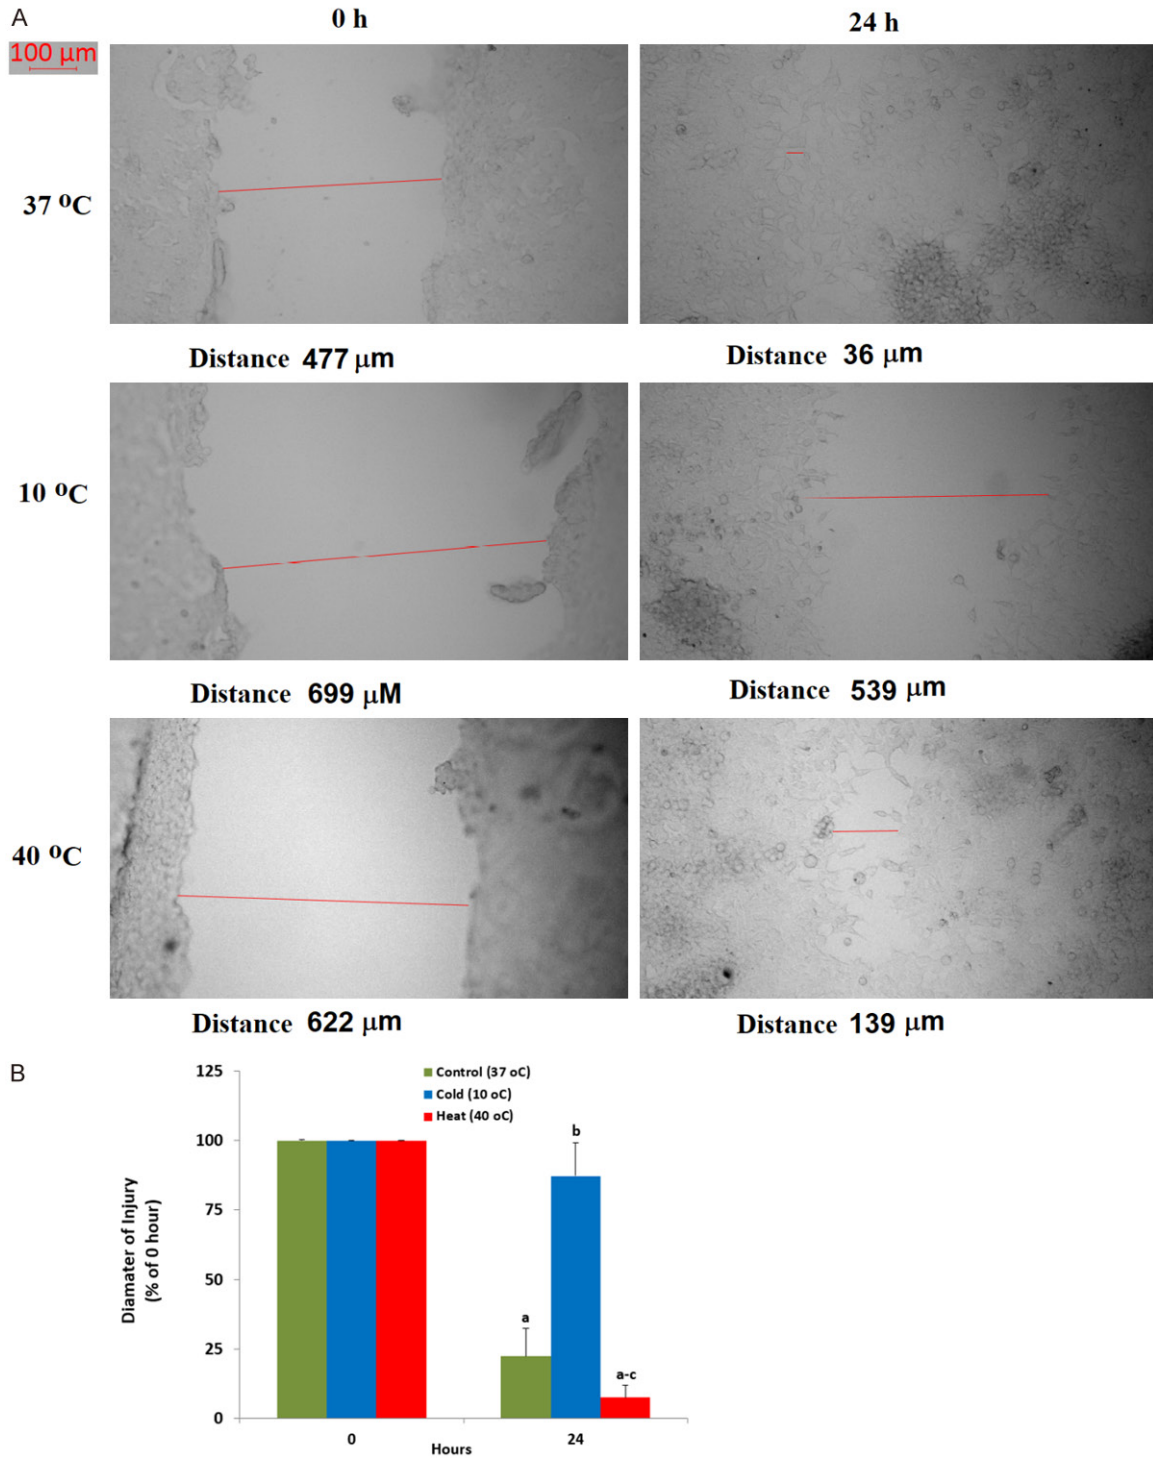 A
0 h
24 h
100 µm
37 ºC
Distance 477 µm
Distance 36 µm
10 ºC
Distance 699 µM
Distance 539 µm
40 ºC
Distance 622 µm
Distance 139 µm
B
Control (37 oC)
Cold (10 oC)
Heat (40 oC)
125
100
75
50
25
0
Diamater of Injury
(% of 0 hour)
a
b
a-c
0
24
Hours